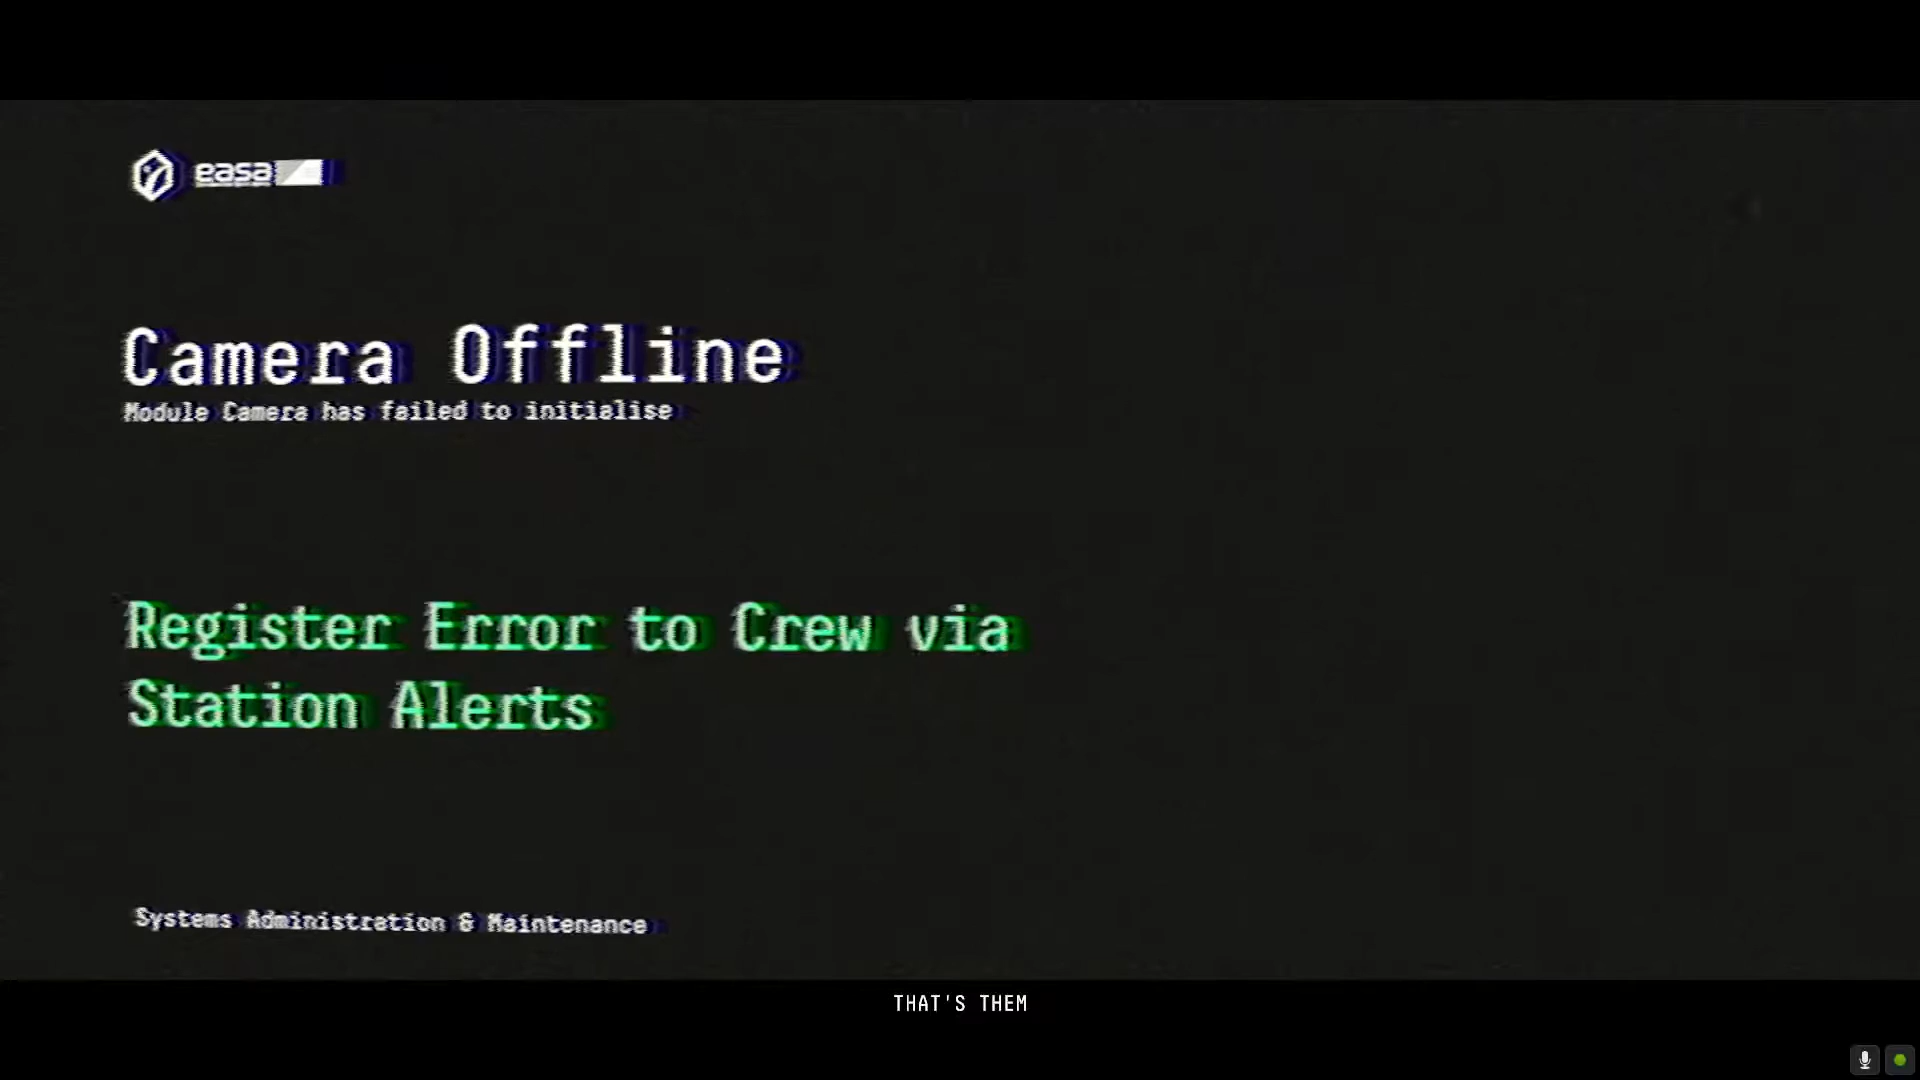 easa
Camera Offline
Module Camera has failed to initialise
Register Error to Crew via
Station Alerts
Systems Administration & Maintenance
THAT'S THEM